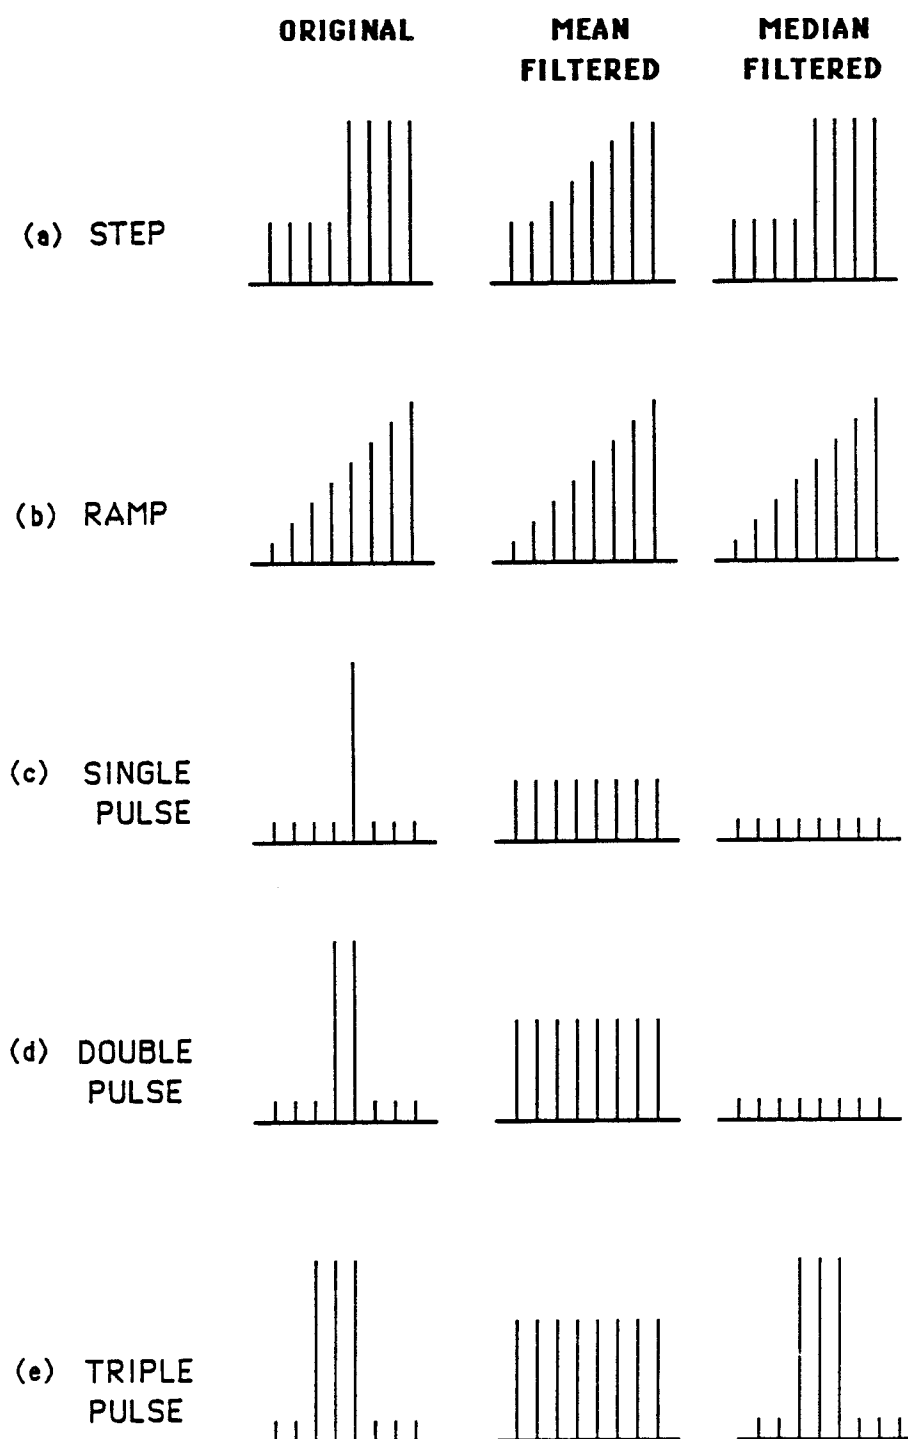 ORIGINAL
MEAN
FILTERED
MEDIAN
FILTERED
(a) STEP
(b) RAMP
(c) SINGLE
PULSE
(d) DOUBLE
PULSE
(e) TRIPLE
PULSE